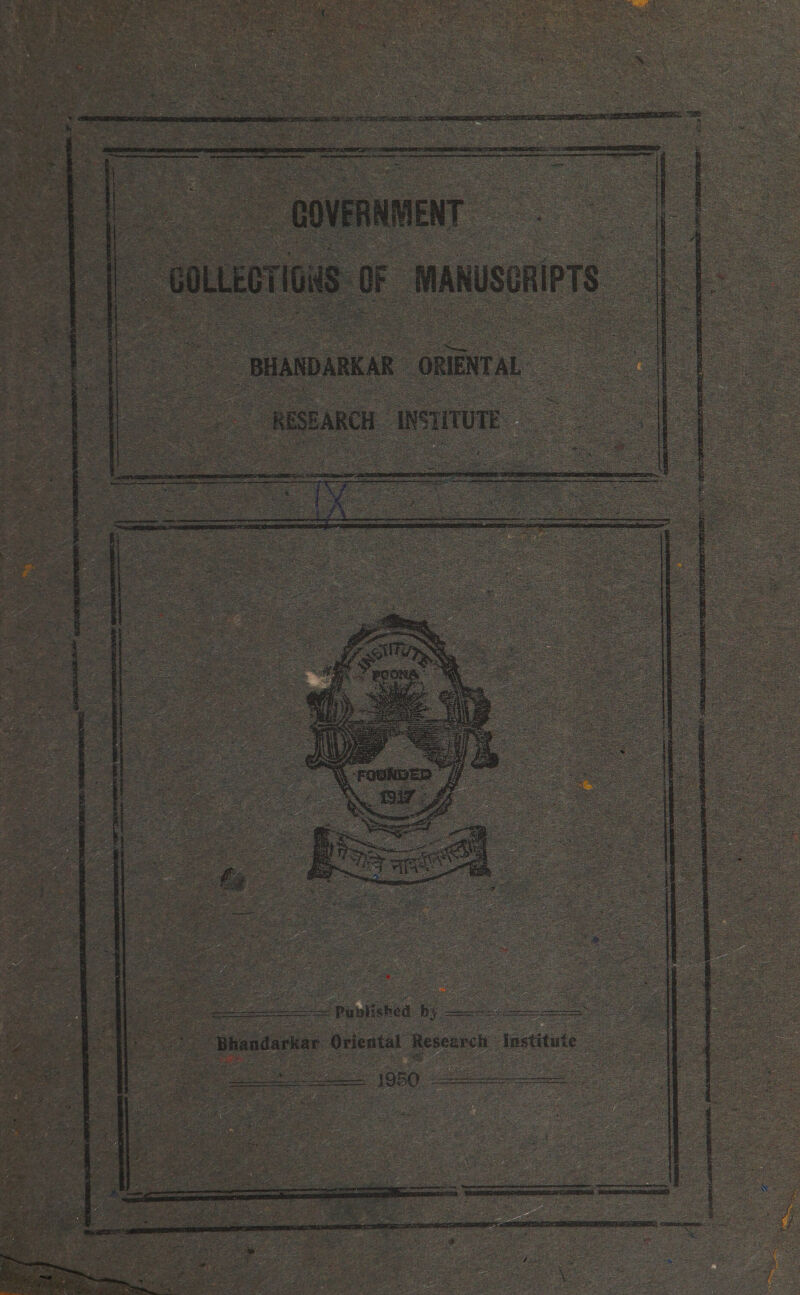 GOVERNMENT
COLLECTIONS OF MANUSCRIPTS
BHANDARKAR ORIENTAL
RESEARCH INSTITUTE
IX
INSTITUTE
POONA
FOUNDED
1917
Published by
Bhandarkar Oriental Research Institute
1950